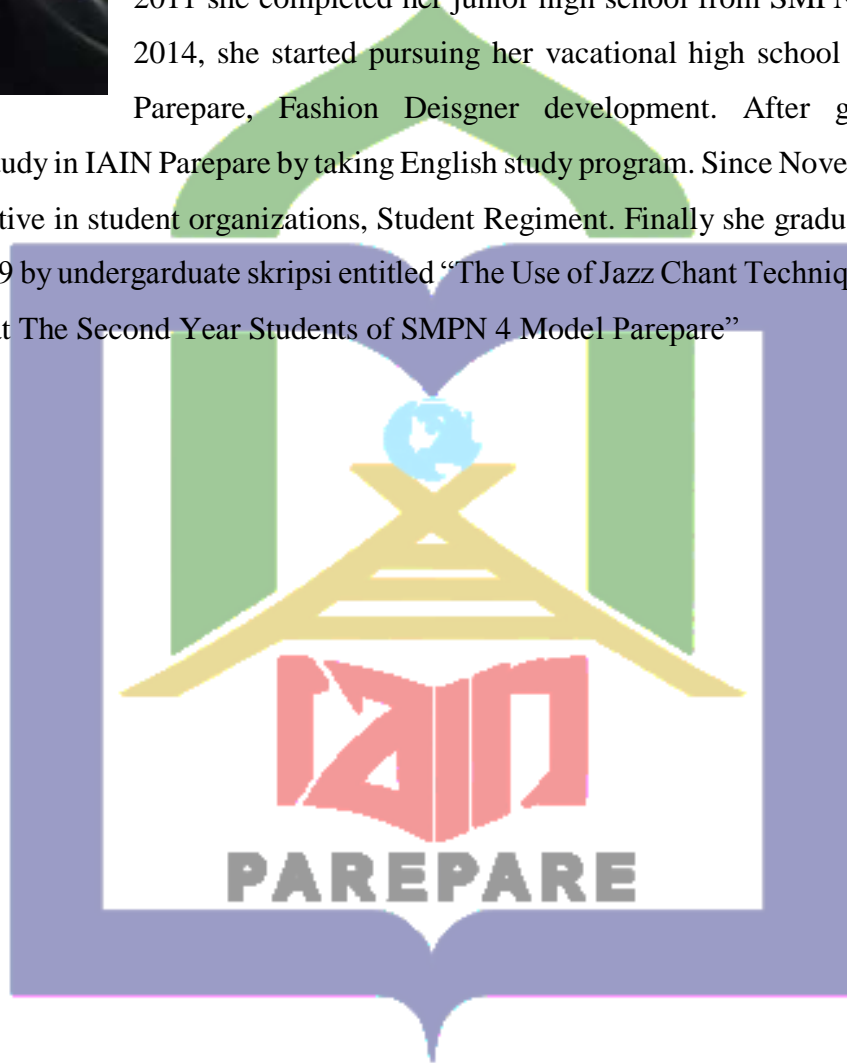 2011 she completed her junior high school from SMPN
2014, she started pursuing her vacational high school
Parepare, Fashion Deisgner development. After g
tudy in IAIN Parepare by taking English study program. Since Nove
tive in student organizations, Student Regiment. Finally she gradu
9 by undergarduate skripsi entitled “The Use of Jazz Chant Techniq
t The Second Year Students of SMPN 4 Model Parepare”
iain
PAREPARE